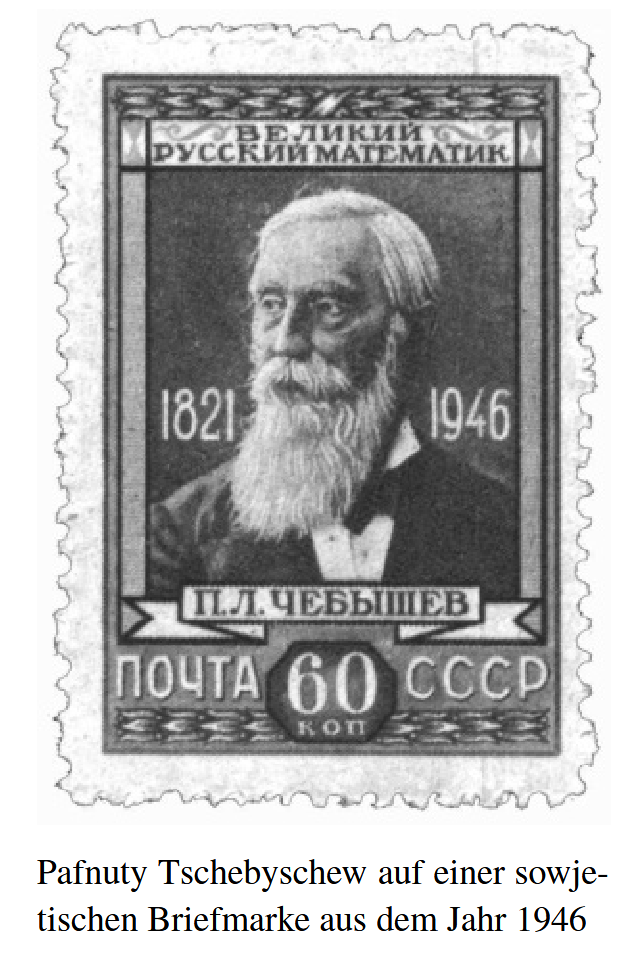 ВЕЛИКИЙ
РУССКИЙ МАТЕМАТИК
1821 1946
П.Л.ЧЕБЫШЕВ
ПОЧТА 60 СССР
КОП
Pafnuty Tschebyschew auf einer sowje-
tischen Briefmarke aus dem Jahr 1946